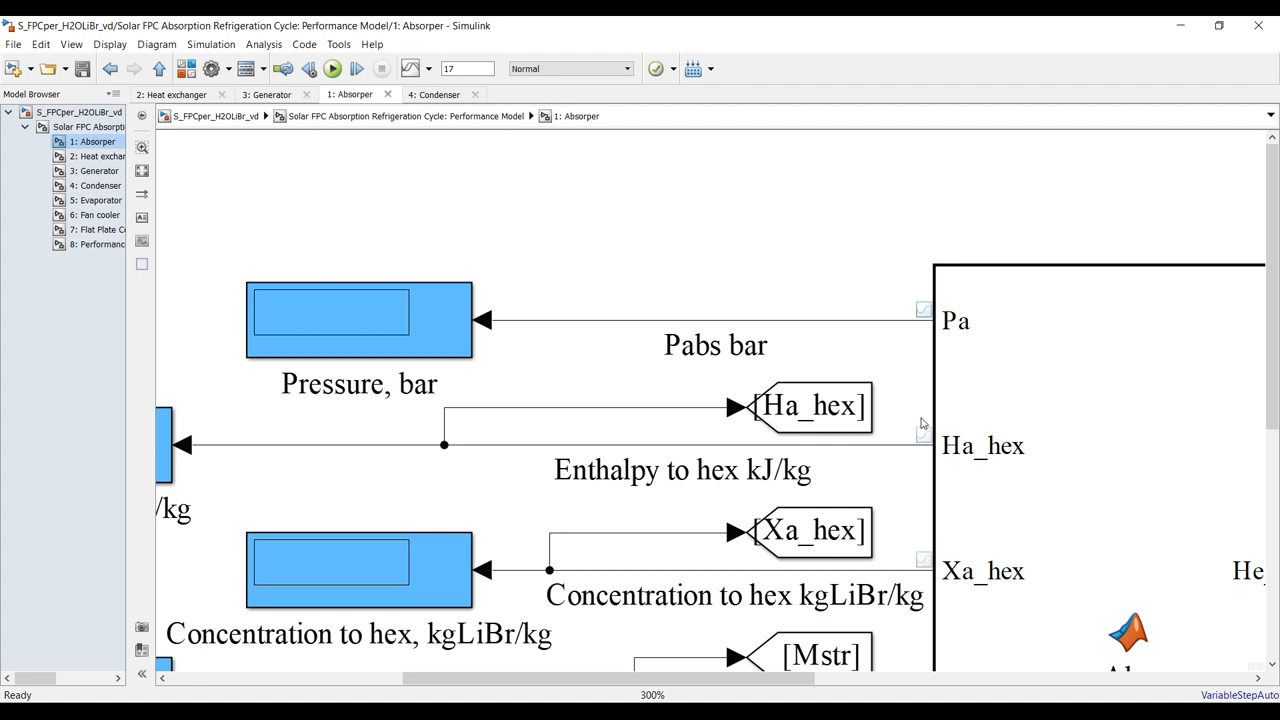 S_FPCper_H2OLiBr_vd/Solar FPC Absorption Refrigeration Cycle: Performance Model/1: Absorper - Simulink
File Edit View Display Diagram Simulation Analysis Code Tools Help
17
Normal
Model Browser
2: Heat exchanger
3: Generator
1: Absorper
4: Condenser
S_FPCper_H2OLiBr_vd
Solar FPC Absorpti
1: Absorper
2: Heat exchar
3: Generator
4: Condenser
5: Evaporator
6: Fan cooler
7: Flat Plate C
8: Performanc
S_FPCper_H2OLiBr_vd Solar FPC Absorption Refrigeration Cycle: Performance Model 1: Absorper
Pa
Pabs bar
Pressure, bar
[Ha_hex]
Ha_hex
Enthalpy to hex kJ/kg
/kg
[Xa_hex]
Xa_hex
He
Concentration to hex kgLiBr/kg
Concentration to hex, kgLiBr/kg
[Mstr]
Ready
300%
VariableStepAuto